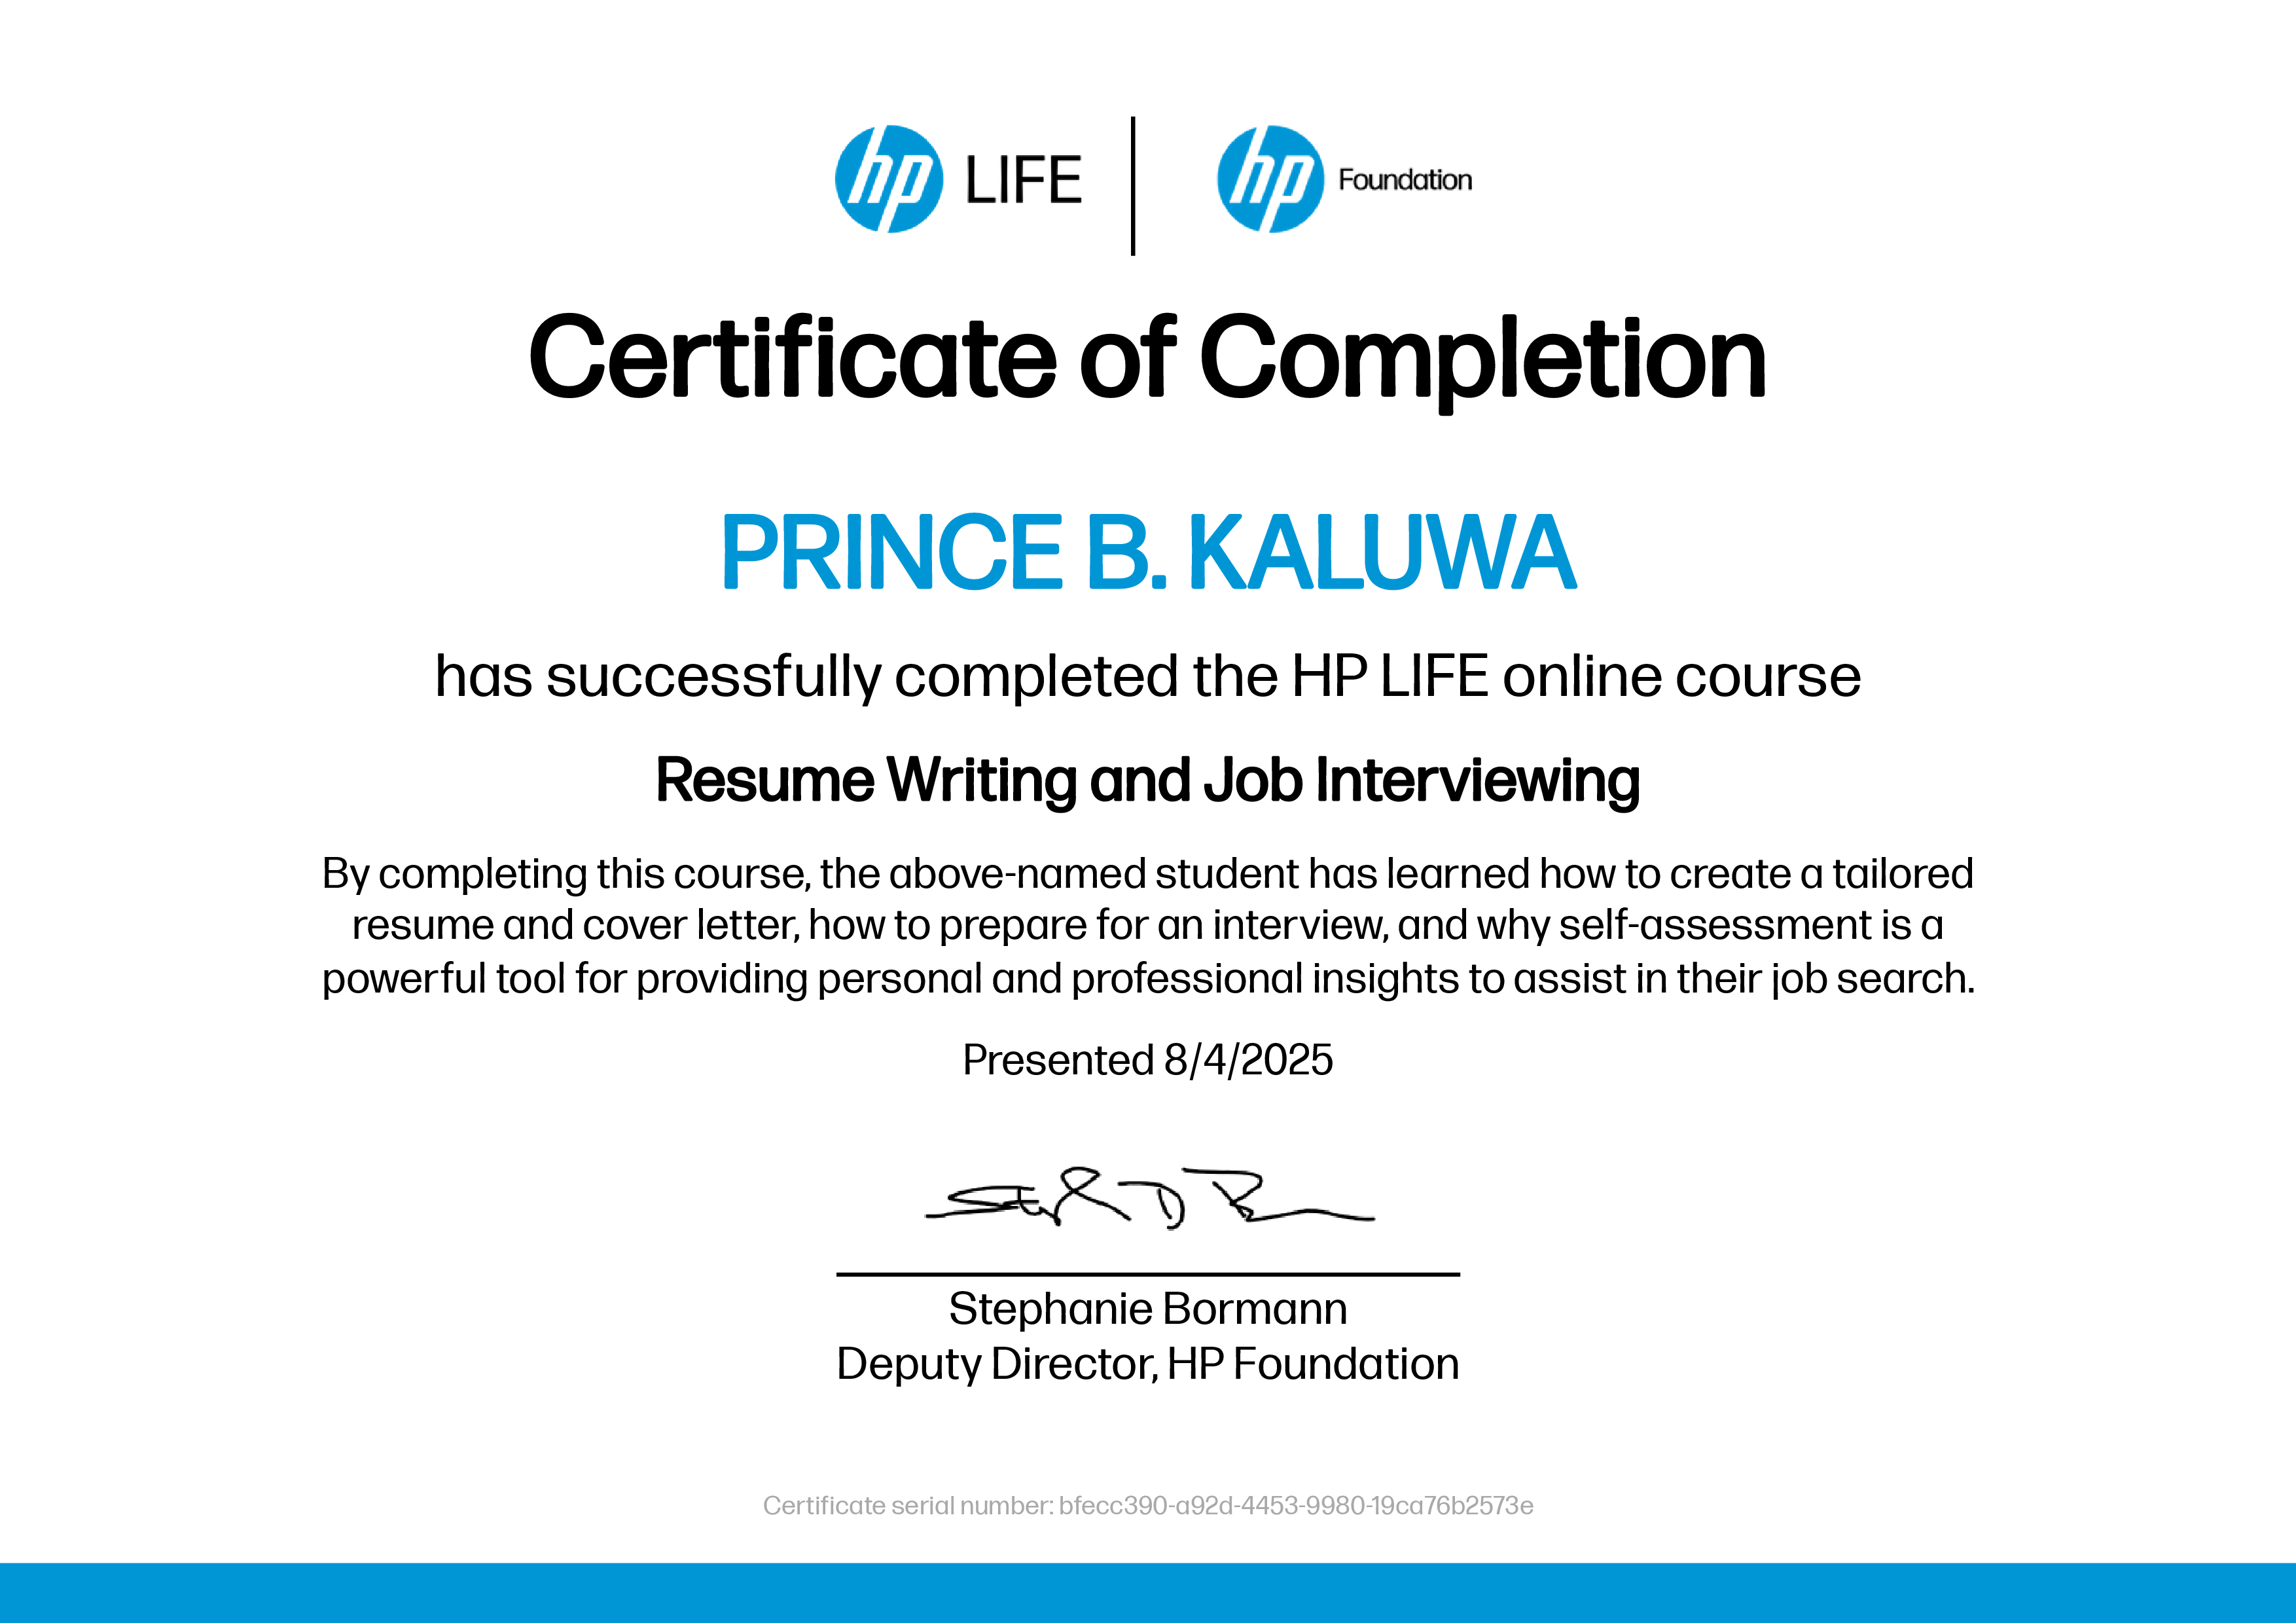 hp LIFE hp Foundation
Certificate of Completion
PRINCE B. KALUWA
has successfully completed the HP LIFE online course
Resume Writing and Job Interviewing
By completing this course, the above-named student has learned how to create a tailored
resume and cover letter, how to prepare for an interview, and why self-assessment is a
powerful tool for providing personal and professional insights to assist in their job search.
Presented 8/4/2025
Stephanie Bormann
Deputy Director, HP Foundation
Certificate serial number: bfecc390-a92d-4453-9980-19ca76b2573e